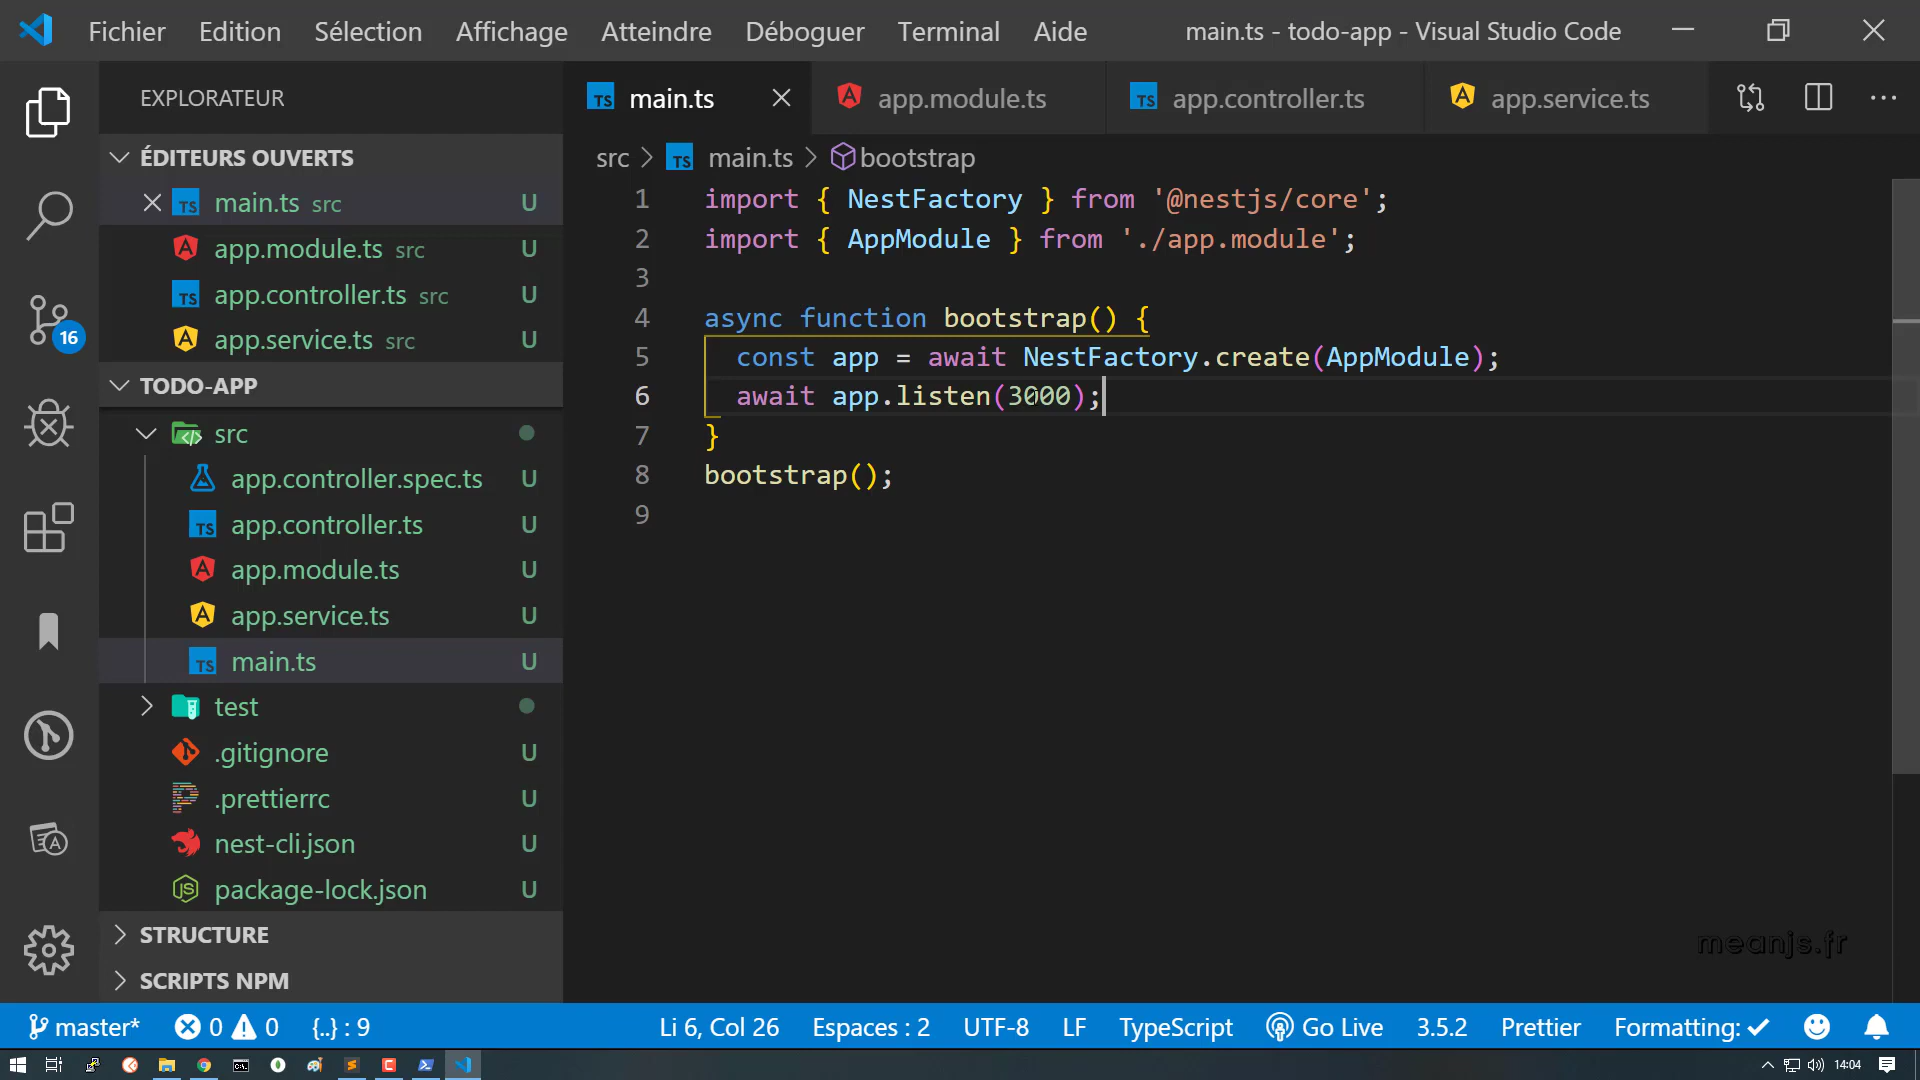 Fichier Edition Sélection Affichage Atteindre Déboguer Terminal Aide main.ts - todo-app - Visual Studio Code
EXPLORATEUR
ÉDITEURS OUVERTS
TS main.ts src U
app.module.ts src U
TS app.controller.ts src U
app.service.ts src U
TODO-APP
src
app.controller.spec.ts U
TS app.controller.ts U
app.module.ts U
app.service.ts U
TS main.ts U
test
.gitignore U
.prettierrc U
nest-cli.json U
package-lock.json U
STRUCTURE
SCRIPTS NPM
16
TS main.ts app.module.ts TS app.controller.ts app.service.ts
src > TS main.ts > bootstrap
1 import { NestFactory } from '@nestjs/core';
2 import { AppModule } from './app.module';
3
4 async function bootstrap() {
5 const app = await NestFactory.create(AppModule);
6 await app.listen(3000);
7 }
8 bootstrap();
9
meanjs.fr
master* 0 0 {..} : 9 Li 6, Col 26 Espaces : 2 UTF-8 LF TypeScript Go Live 3.5.2 Prettier Formatting: ✓
14:04